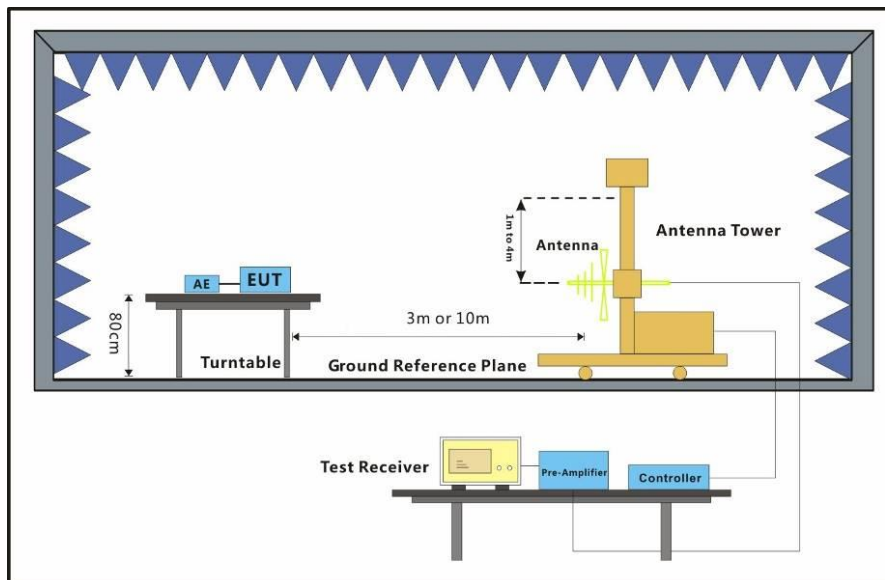 1m to 4m
Antenna
Antenna Tower
AE
EUT
80cm
3m or 10m
Turntable
Ground Reference Plane
Test Receiver
Pre-Amplifier
Controller